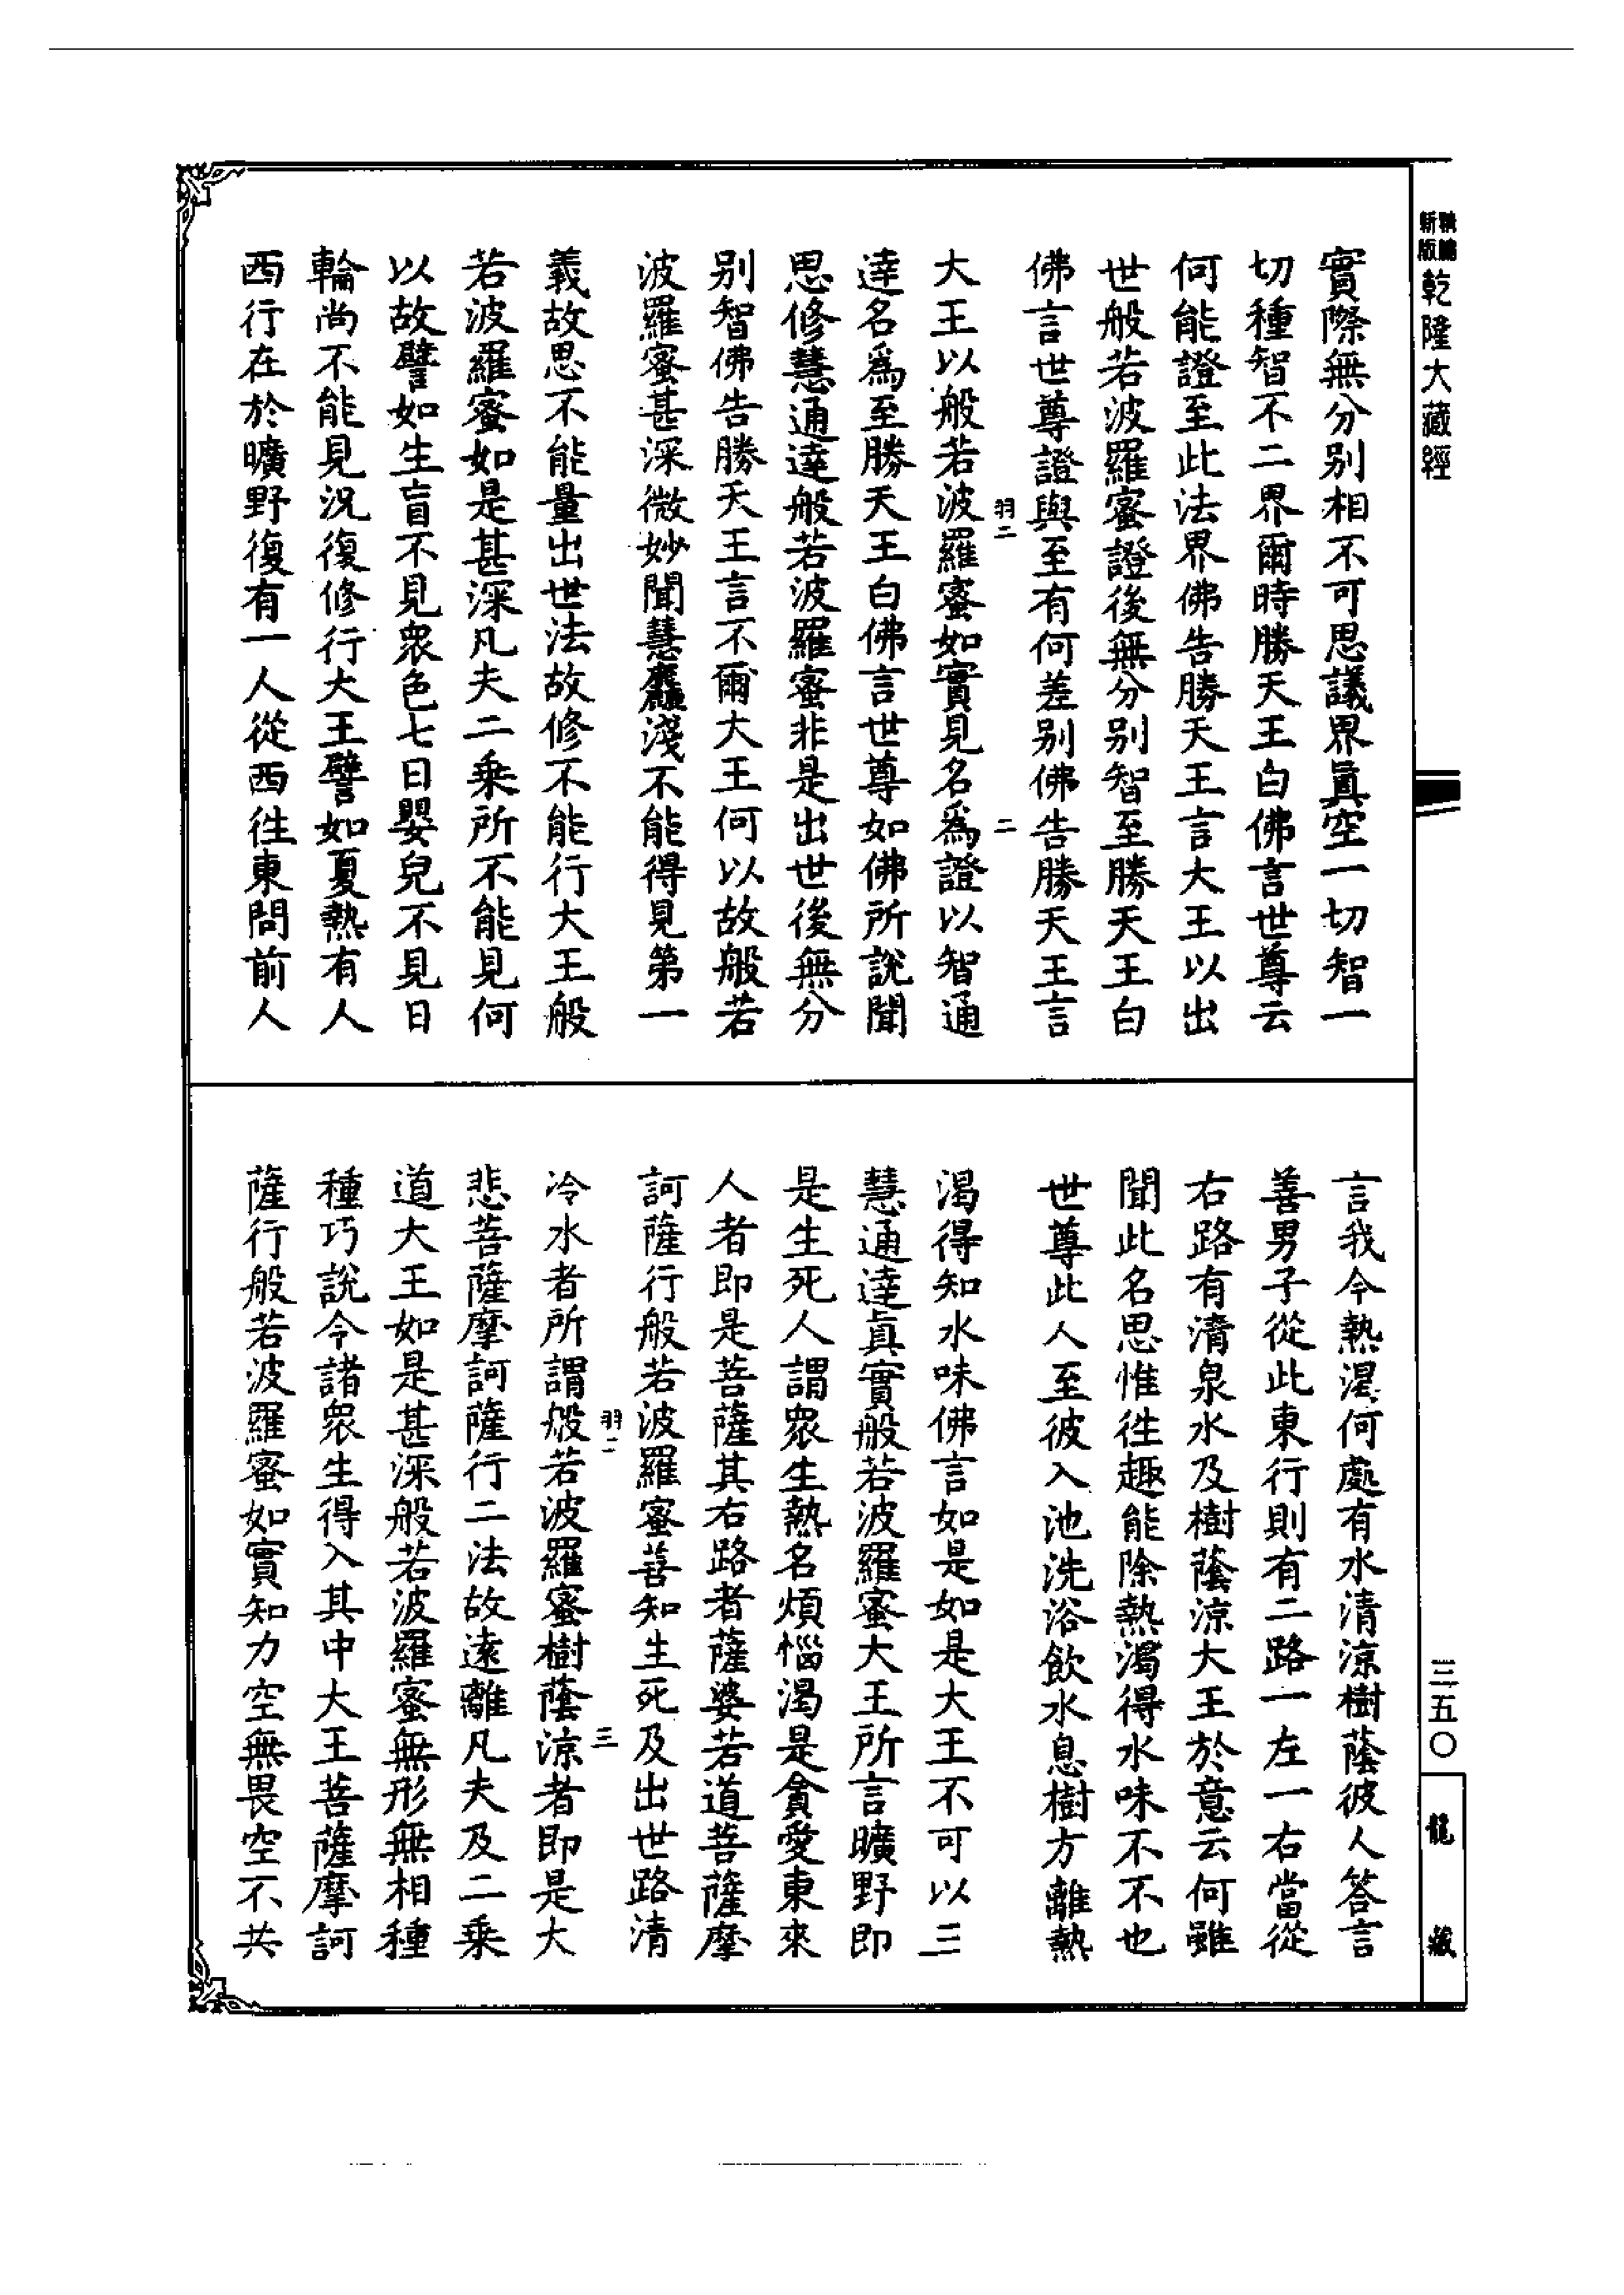 新版精編乾隆大藏經
實際無分別相不可思議界眞空一切智一
切種智不二界爾時勝天王白佛言世尊云
何能證至此法界佛告勝天王言大王以出
世般若波羅蜜證後無分別智至勝天王白
佛言世尊證與至有何差別佛告勝天王言
羽二 二
大王以般若波羅蜜如實見名爲證以智通
達名爲至勝天王白佛言世尊如佛所說聞
思修慧通達般若波羅蜜非是出世後無分
別智佛告勝天王言不爾大王何以故般若
波羅蜜甚深微妙聞慧麤淺不能得見第一
義故思不能量出世法故修不能行大王般
若波羅蜜如是甚深凡夫二乘所不能見何
以故譬如生盲不見衆色七日嬰兒不見日
輪尚不能見況復修行大王譬如夏熱有人
西行在於曠野復有一人從西往東問前人
言我今熱渴何處有水清涼樹蔭彼人答言
善男子從此東行則有二路一左一右當從
右路有清泉水及樹蔭涼大王於意云何雖
聞此名思惟往趣能除熱渴得水味不不也
世尊此人至彼入池洗浴飲水息樹方離熱
渴得知水味佛言如是如是大王不可以三
慧通達眞實般若波羅蜜大王所言曠野即
是生死人謂衆生熱名煩惱渴是貪愛東來
人者即是菩薩其右路者薩婆若道菩薩摩
訶薩行般若波羅蜜善知生死及出世路清
羽二 三
冷水者所謂般若波羅蜜樹蔭涼者即是大
悲菩薩摩訶薩行二法故遠離凡夫及二乘
道大王如是甚深般若波羅蜜無形無相種
種巧說令諸衆生得入其中大王菩薩摩訶
薩行般若波羅蜜如實知力空無畏空不共
三五〇
龍藏